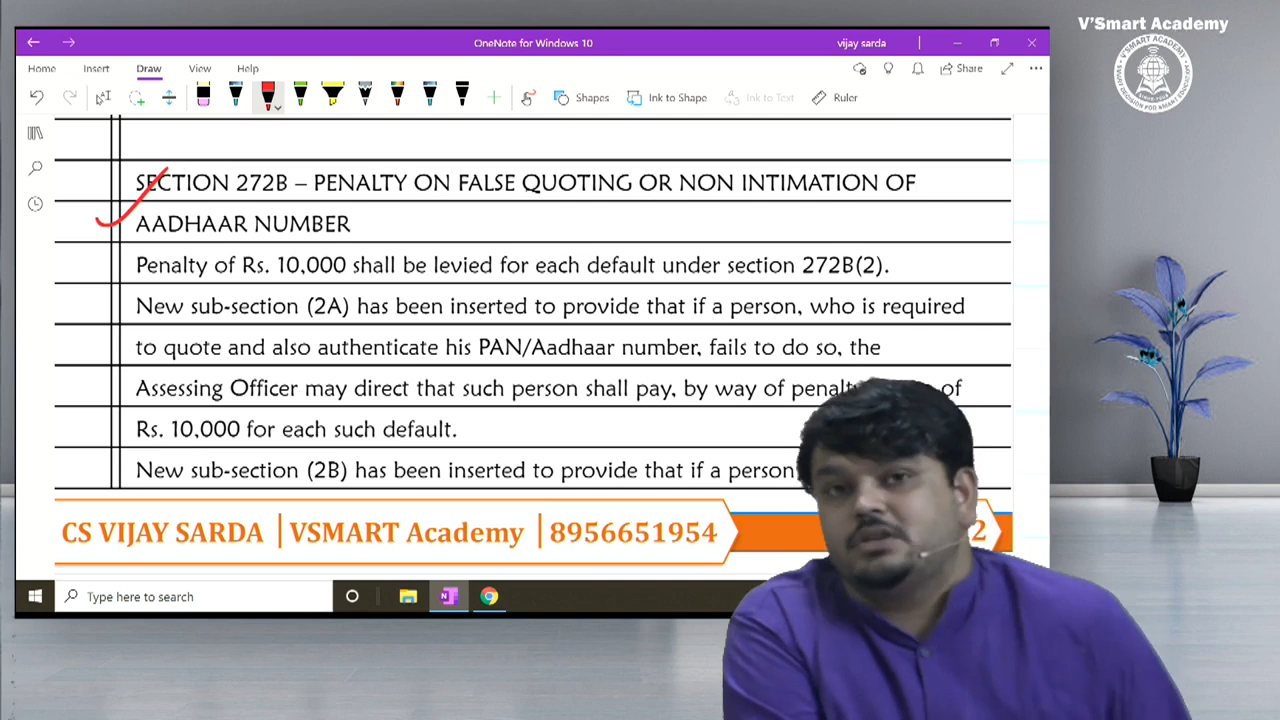 V'Smart Academy
OneNote for Windows 10
vijay sarda
Home
Insert
Draw
View
Help
Share
Shapes
Ink to Shape
Ink to Text
Ruler
SECTION 272B – PENALTY ON FALSE QUOTING OR NON INTIMATION OF
AADHAAR NUMBER
Penalty of Rs. 10,000 shall be levied for each default under section 272B(2).
New sub-section (2A) has been inserted to provide that if a person, who is required
to quote and also authenticate his PAN/Aadhaar number, fails to do so, the
Assessing Officer may direct that such person shall pay, by way of penalty of
Rs. 10,000 for each such default.
New sub-section (2B) has been inserted to provide that if a person
CS VIJAY SARDA | VSMART Academy | 8956651954
2
Type here to search